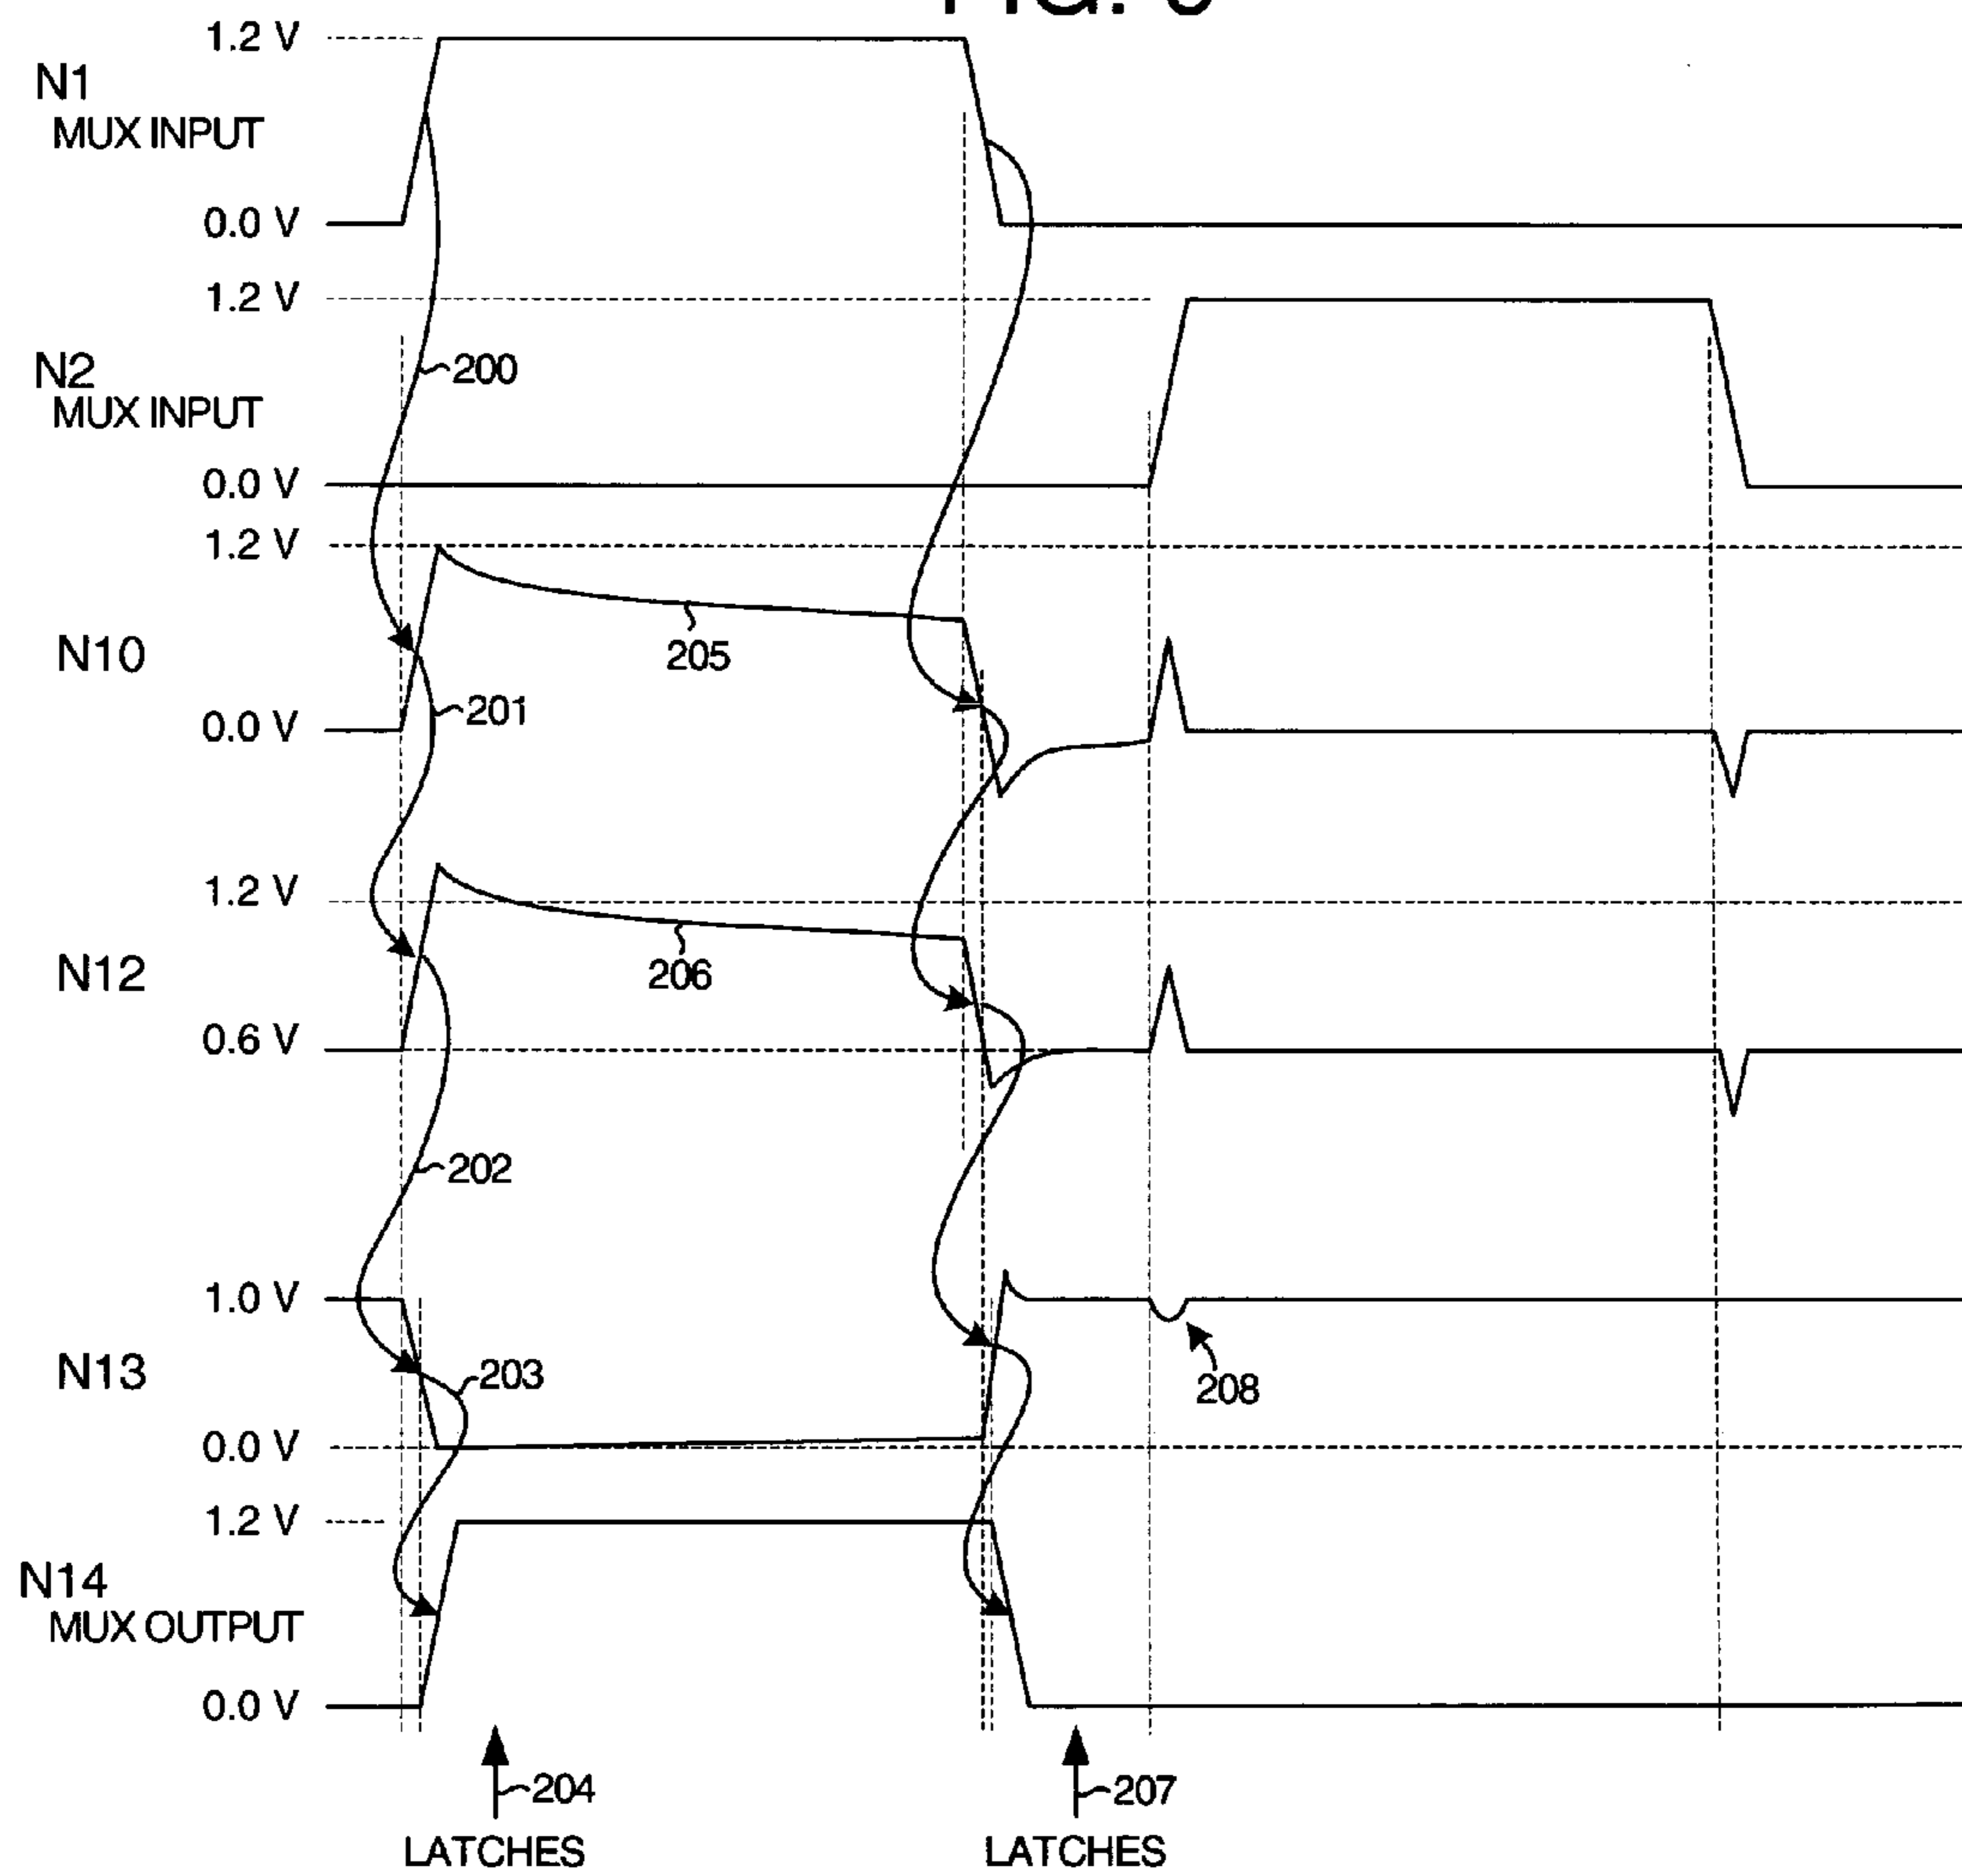 1.2 V
N1
MUX INPUT
0.0 V
1.2 V
200
N2
MUX INPUT
0.0 V
1.2 V
205
N10
201
0.0 V
1.2 V
206
N12
0.6 V
202
1.0 V
N13
203
208
0.0 V
1.2 V
N14
MUX OUTPUT
0.0 V
204
207
LATCHES
LATCHES